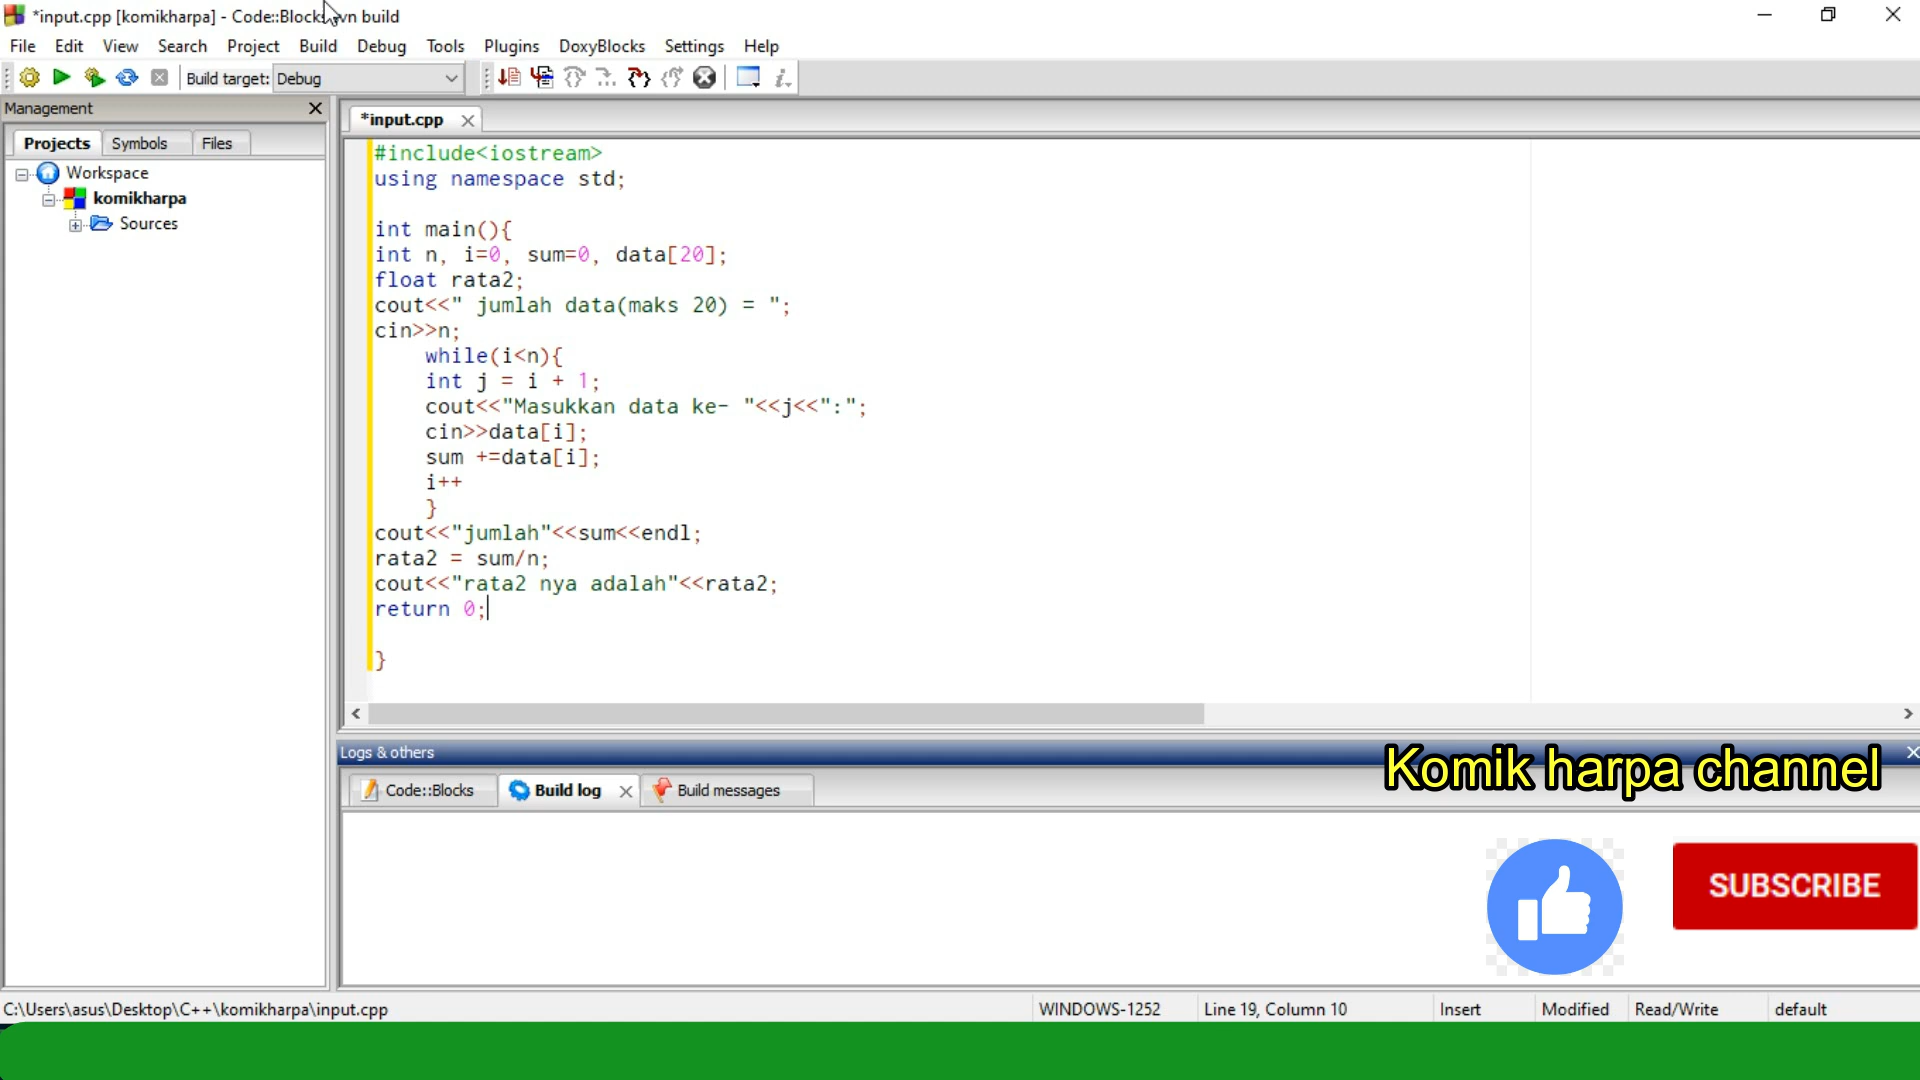 *input.cpp [komikharpa] - Code::Blocks svn build
File Edit View Search Project Build Debug Tools Plugins DoxyBlocks Settings Help
Build target: Debug
Management
*input.cpp
Projects Symbols Files
Workspace
komikharpa
Sources
#include<iostream>
using namespace std;
int main(){
int n, i=0, sum=0, data[20];
float rata2;
cout<<" jumlah data(maks 20) = ";
cin>>n;
while(i<n){
int j = i + 1;
cout<<"Masukkan data ke- "<<j<<":";
cin>>data[i];
sum +=data[i];
i++
}
cout<<"jumlah"<<sum<<endl;
rata2 = sum/n;
cout<<"rata2 nya adalah"<<rata2;
return 0;
}
Logs & others
Komik harpa channel
Code::Blocks Build log Build messages
SUBSCRIBE
C:\Users\asus\Desktop\C++\komikharpa\input.cpp WINDOWS-1252 Line 19, Column 10 Insert Modified Read/Write default